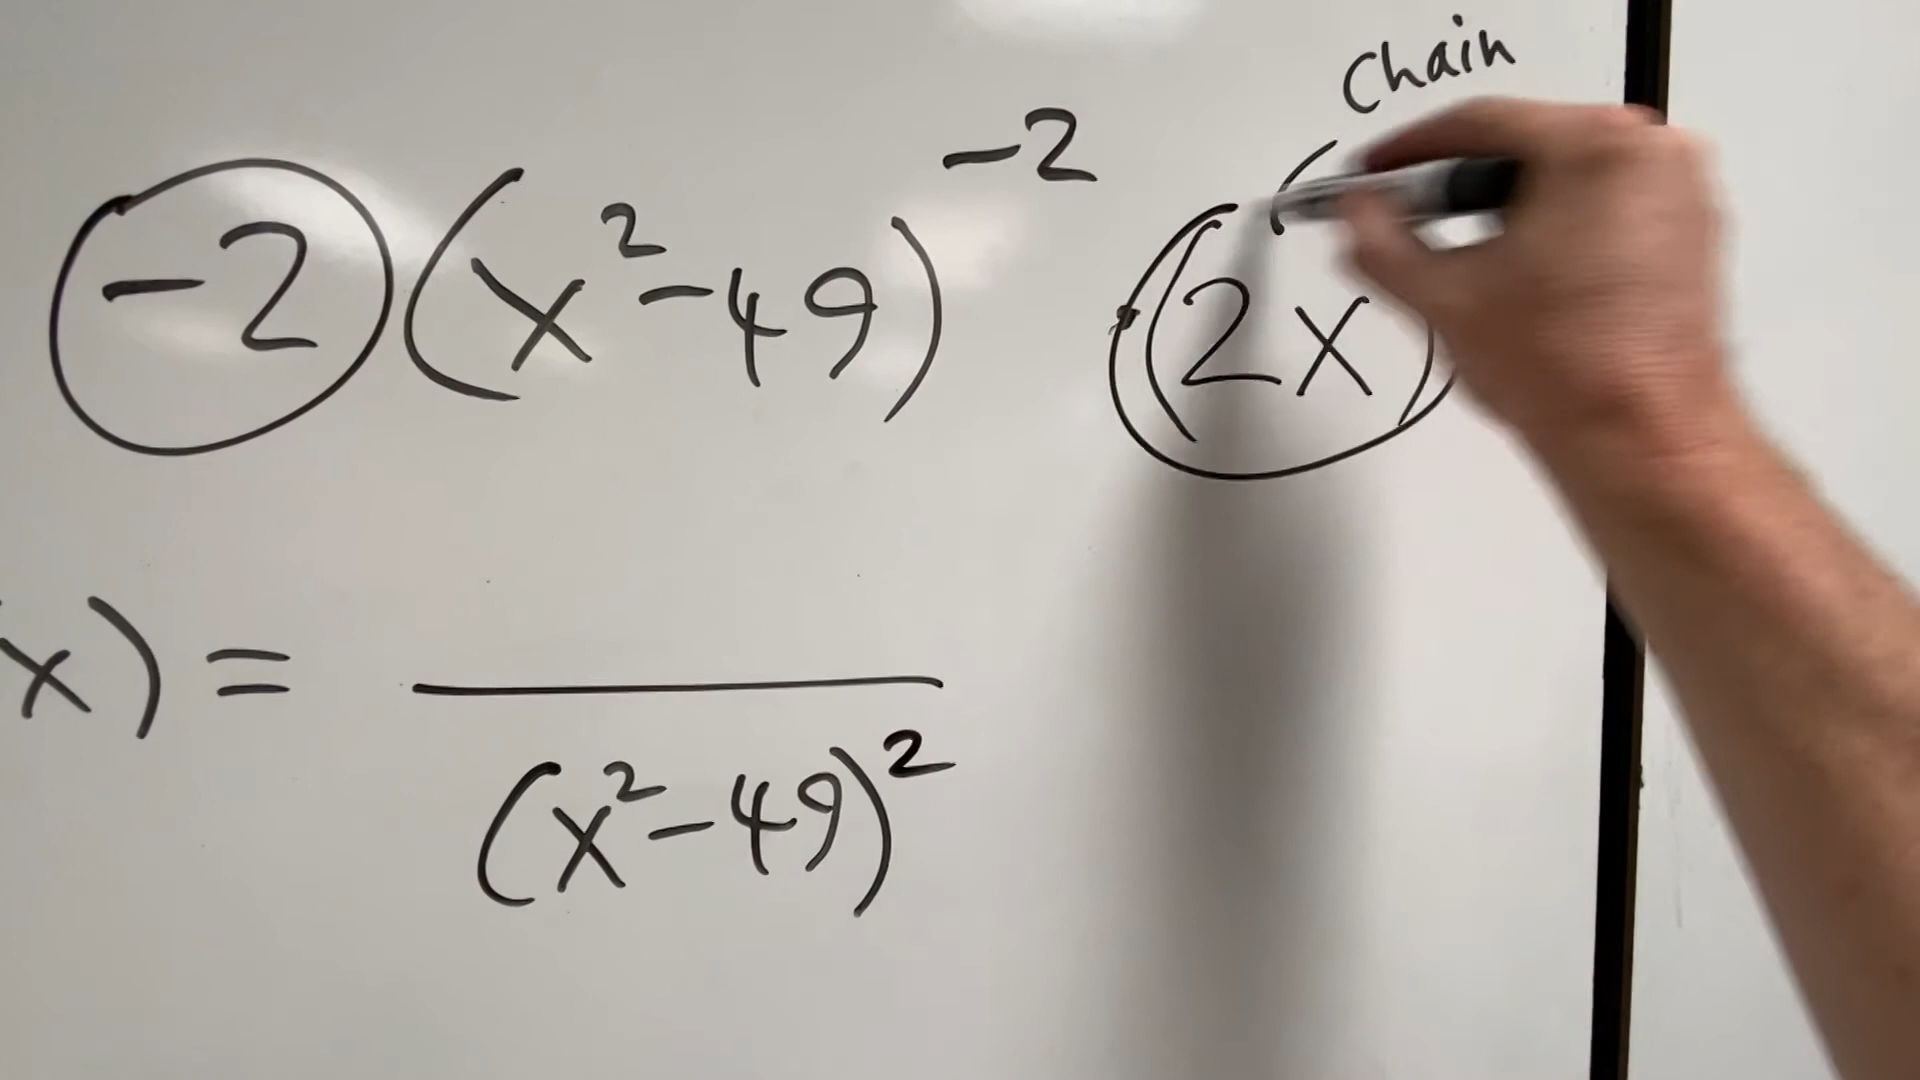 Chain
-2(x²-49)⁻²(2x)
x) = ─────
(x²-49)²